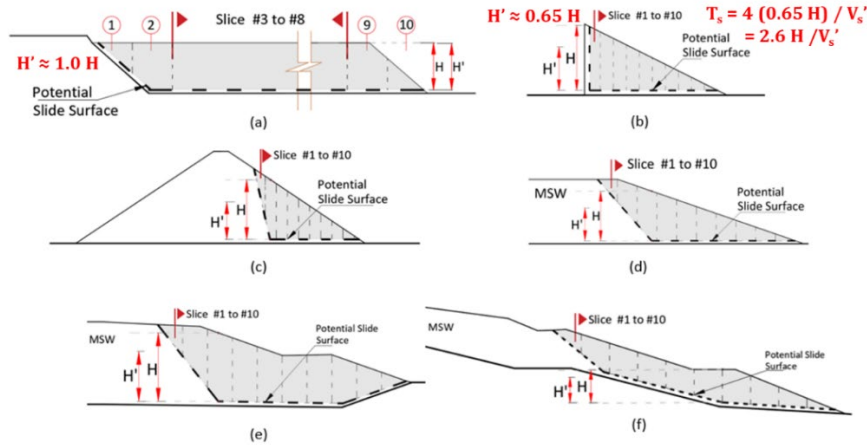 1
2
Slice #3 to #8
9
10
H' ≈ 1.0 H
H
H'
Potential
Slide Surface
(a)
H' ≈ 0.65 H
Slice #1 to #10
Tₛ = 4 (0.65 H) / Vₛ'
= 2.6 H /Vₛ'
H'
H
Potential
Slide Surface
(b)
Slice #1 to #10
Potential
Slide Surface
H'
H
(c)
Slice #1 to #10
MSW
Potential
Slide Surface
H'
H
(d)
Slice #1 to #10
MSW
Potential Slide
Surface
H'
H
(e)
MSW
Slice #1 to #10
Potential Slide
Surface
H'
H
(f)